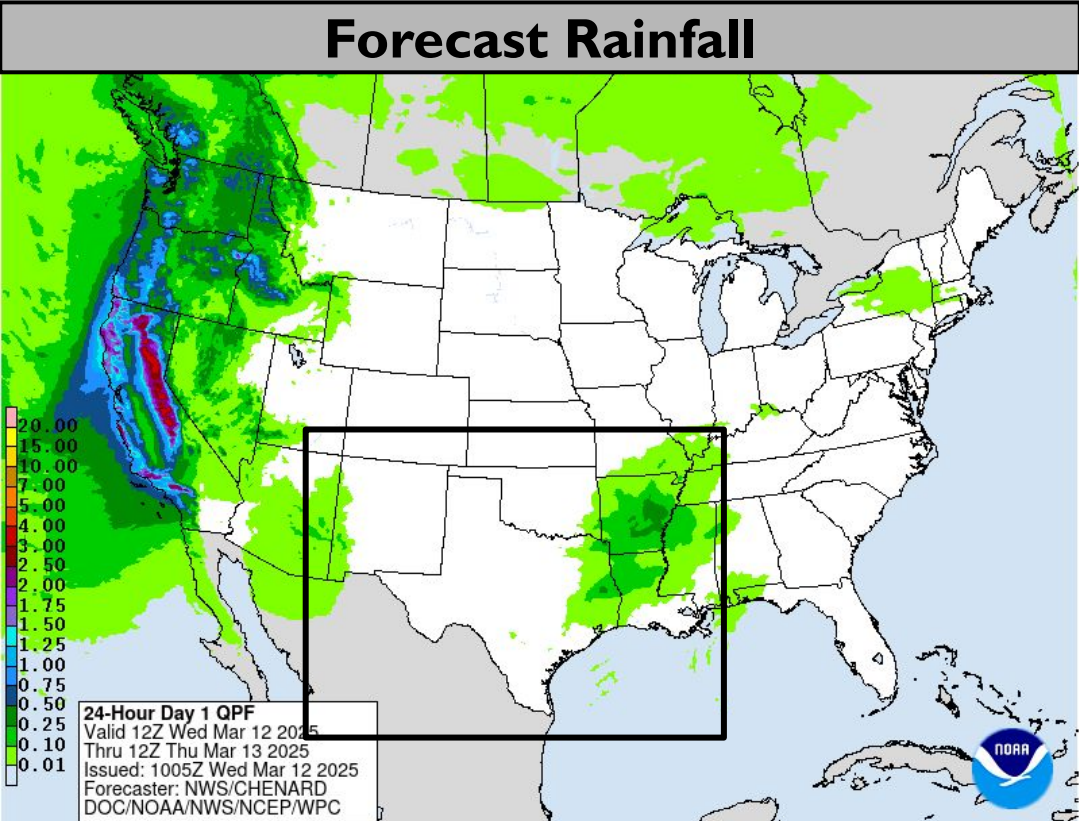 Forecast Rainfall
20.00
15.00
10.00
7.00
5.00
4.00
3.00
2.50
2.00
1.75
1.50
1.25
1.00
0.75
0.50
0.25
0.10
0.01
24-Hour Day 1 QPF
Valid 12Z Wed Mar 12 2025
Thru 12Z Thu Mar 13 2025
Issued: 1005Z Wed Mar 12 2025
Forecaster: NWS/CHENARD
DOC/NOAA/NWS/NCEP/WPC
NOAA